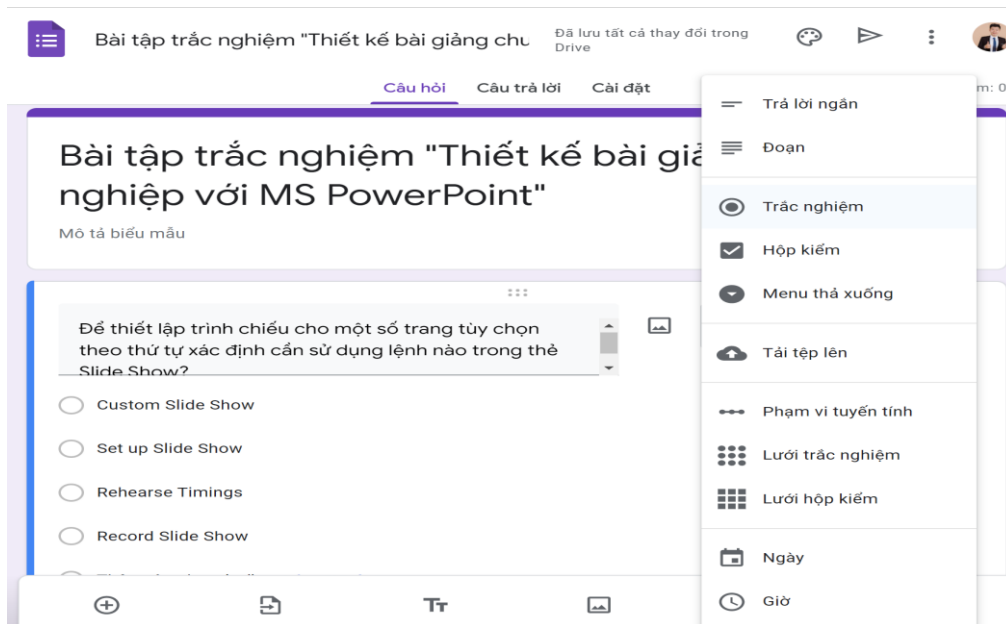 Bài tập trắc nghiệm "Thiết kế bài giảng chu
Đã lưu tất cả thay đổi trong
Drive
Câu hỏi
Câu trả lời
Cài đặt
m: 0
Bài tập trắc nghiệm "Thiết kế bài giả
nghiệp với MS PowerPoint"
Mô tả biểu mẫu
Để thiết lập trình chiếu cho một số trang tùy chọn
theo thứ tự xác định cần sử dụng lệnh nào trong thẻ
Slide Show?
Custom Slide Show
Set up Slide Show
Rehearse Timings
Record Slide Show
Tт
Trả lời ngắn
Đoạn
Trắc nghiệm
Hộp kiểm
Menu thả xuống
Tải tệp lên
Phạm vi tuyến tính
Lưới trắc nghiệm
Lưới hộp kiểm
Ngày
Giờ